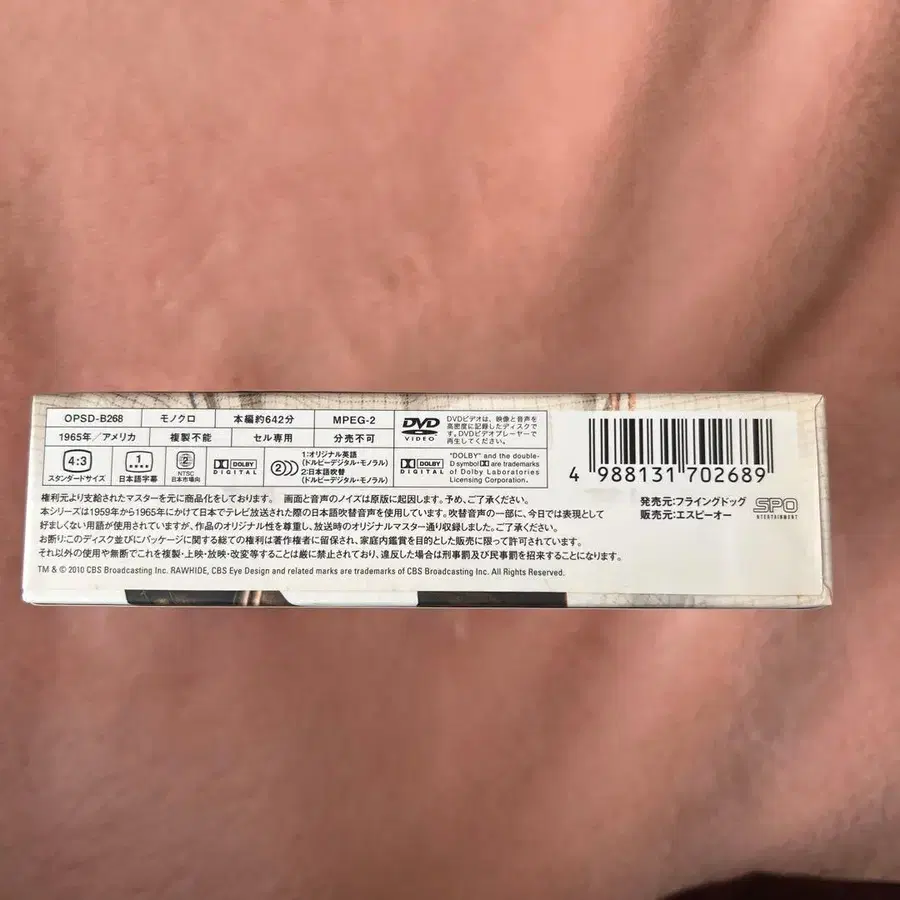 OPSD-B268 モノクロ 本編約642分 MPEG-2
1965年/アメリカ 複製不能 セル専用 分売不可
DVD VIDEO
DVDビデオは、映像と音声を
高密度に記録したディスクで
す。DVDビデオプレーヤーで
再生してください。
4:3
スタンダードサイズ
1
日本語字幕
2
NTSC
日本市場向
DOLBY DIGITAL
2
1:オリジナル英語
(ドルビーデジタル・モノラル)
2:日本語吹替
(ドルビーデジタル・モノラル)
DOLBY DIGITAL
"DOLBY" and the double-
D symbol are trademarks
of Dolby Laboratories
Licensing Corporation.
権利元より支給されたマスターを元に商品化をしております。 画面と音声のノイズは原版に起因します。予め、ご了承ください。
本シリーズは1959年から1965年にかけて日本でテレビ放送された際の日本語吹替音声を使用しています。吹替音声の一部に、今日では表現として
好ましくない用語が使用されていますが、作品のオリジナル性を尊重し、放送時のオリジナルマスター通り収録しました。ご了承ください。
お断り:このディスク並びにパッケージに関する総ての権利は著作権者に留保され、家庭内鑑賞を目的とした販売に限って許可されています。
それ以外の使用や無断でこれを複製・上映・放映・改変等することは厳に禁止されており、違反した場合は刑事罰及び民事罰を招来することになります。
TM & © 2010 CBS Broadcasting Inc. RAWHIDE, CBS Eye Design and related marks are trademarks of CBS Broadcasting Inc. All Rights Reserved.
4 988131 702689
発売元:フライングドッグ
販売元:エスピーオー
SPO
ENTERTAINMENT